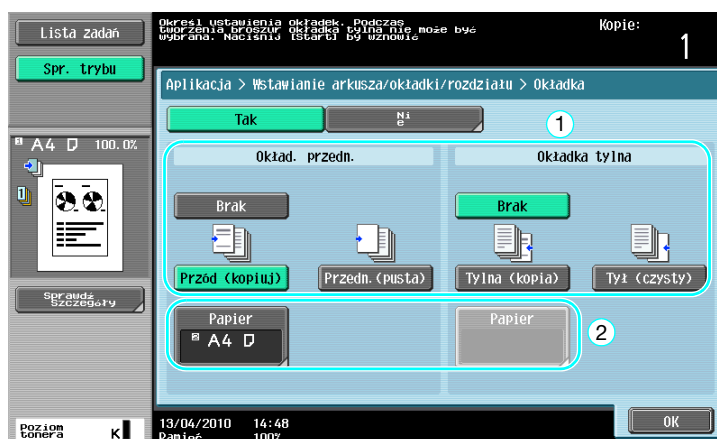 Lista zadań
Określ ustawienia okładek. Podczas
tworzenia broszur okładka tylna nie może być
wybrana. Naciśnij [Start] by wznowić
Kopie:
1
Spr. trybu
Aplikacja > Wstawianie arkusza/okładki/rozdziału > Okładka
Tak
Ni
e
1
A4 100.0%
Okład. przedn.
Okładka tylna
1
Brak
Brak
Przód (kopiuj)
Przedn.(pusta)
Tylna (kopia)
Tył (czysty)
Sprawdź
Szczegóły
Papier
A4
Papier
2
Poziom
tonera
K
13/04/2010 14:48
Pamięć 100%
OK